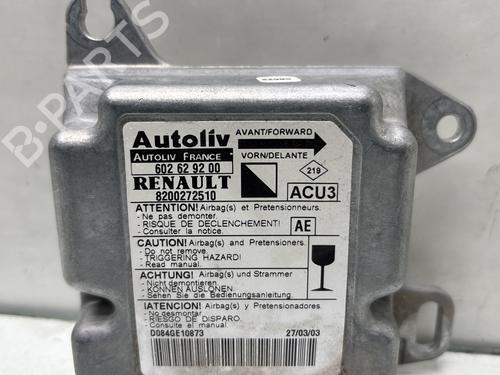 B-PARTS
Autoliv
AVANT/FORWARD
AUTOLIV FRANCE
602 62 92 00
VORN/DELANTE
RENAULT
8200272510
219
ACU3
ATTENTION! Airbag(s) et Pretensionneurs.
- Ne pas demonter.
- RISQUE DE DECLENCHEMENT!
- Consulter la notice.
AE
CAUTION! Airbag(s) and Pretensioners.
- Do not remove.
- TRIGGERING HAZARD!
- Read manual.
ACHTUNG! Airbag(s) und Strammer
- Nicht demontieren.
- KONNEN AUSLONEN.
- Sehen Sie die Bedienungsanleitung.
IATENCION! Airbag(s) y Pretensionadores.
- No desmontar.
- RIESGO DE DISPARO.
- Consulte el manual.
D084GE10873
27/03/03